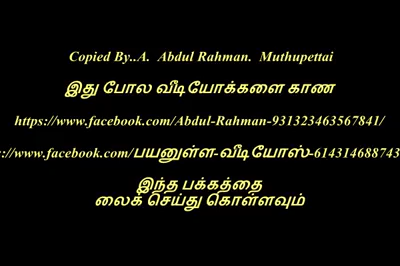 Copied By..A. Abdul Rahman. Muthupettai
இது போல வீடியோக்களை காண
https://www.facebook.com/Abdul-Rahman-931323463567841/
://www.facebook.com/பயனுள்ள-வீடியோஸ்-614314688743
இந்த பக்கத்தை
லைக் செய்து கொள்ளவும்